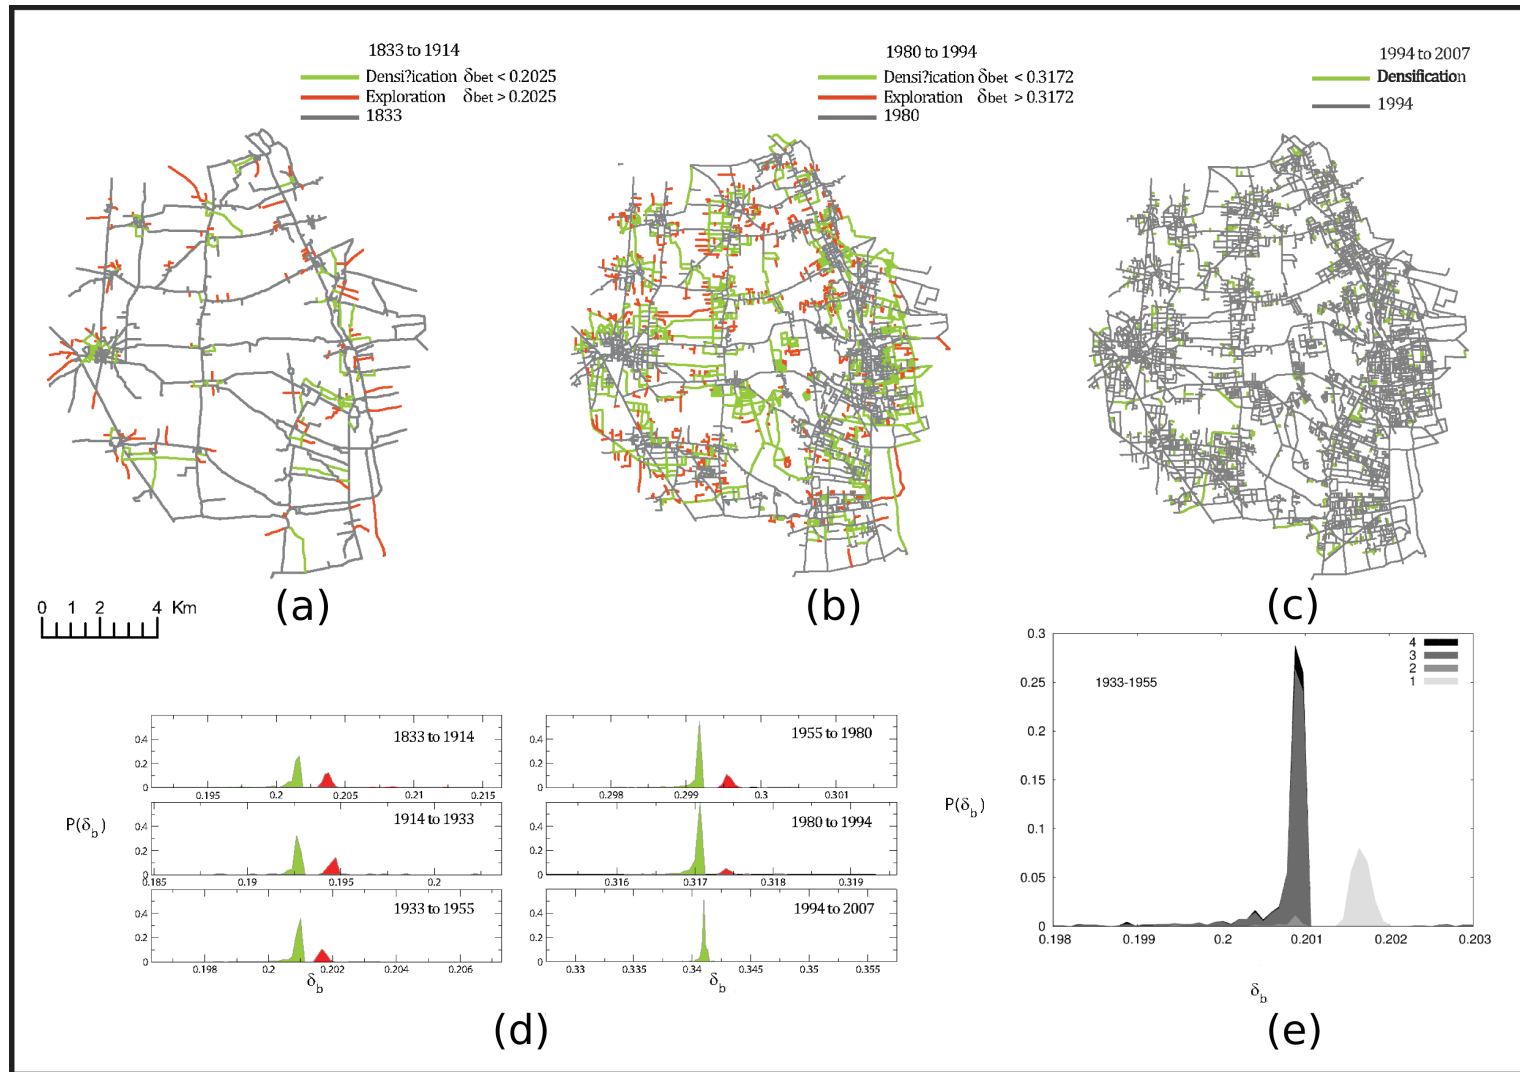 1833 to 1914
Densi?ication δbet < 0.2025
Exploration δbet > 0.2025
1833
1980 to 1994
Densi?ication δbet < 0.3172
Exploration δbet > 0.3172
1980
1994 to 2007
Densification
1994
(a)
(b)
(c)
0 1 2 4 Km
1833 to 1914
0.4
0.2
0
0.195 0.2 0.205 0.21 0.215
1914 to 1933
0.4
0.2
0
0.185 0.19 0.195 0.2
1933 to 1955
0.4
0.2
0
0.198 0.2 0.202 0.204 0.206
P(δb)
δb
1955 to 1980
0.4
0.2
0
0.298 0.299 0.3 0.301
1980 to 1994
0.4
0.2
0
0.316 0.317 0.318 0.319
1994 to 2007
0.4
0.2
0
0.33 0.335 0.34 0.345 0.35 0.355
δb
(d)
0.3
0.25
0.2
0.15
0.1
0.05
0
P(δb)
1933-1955
4
3
2
1
0.198 0.199 0.2 0.201 0.202 0.203
δb
(e)